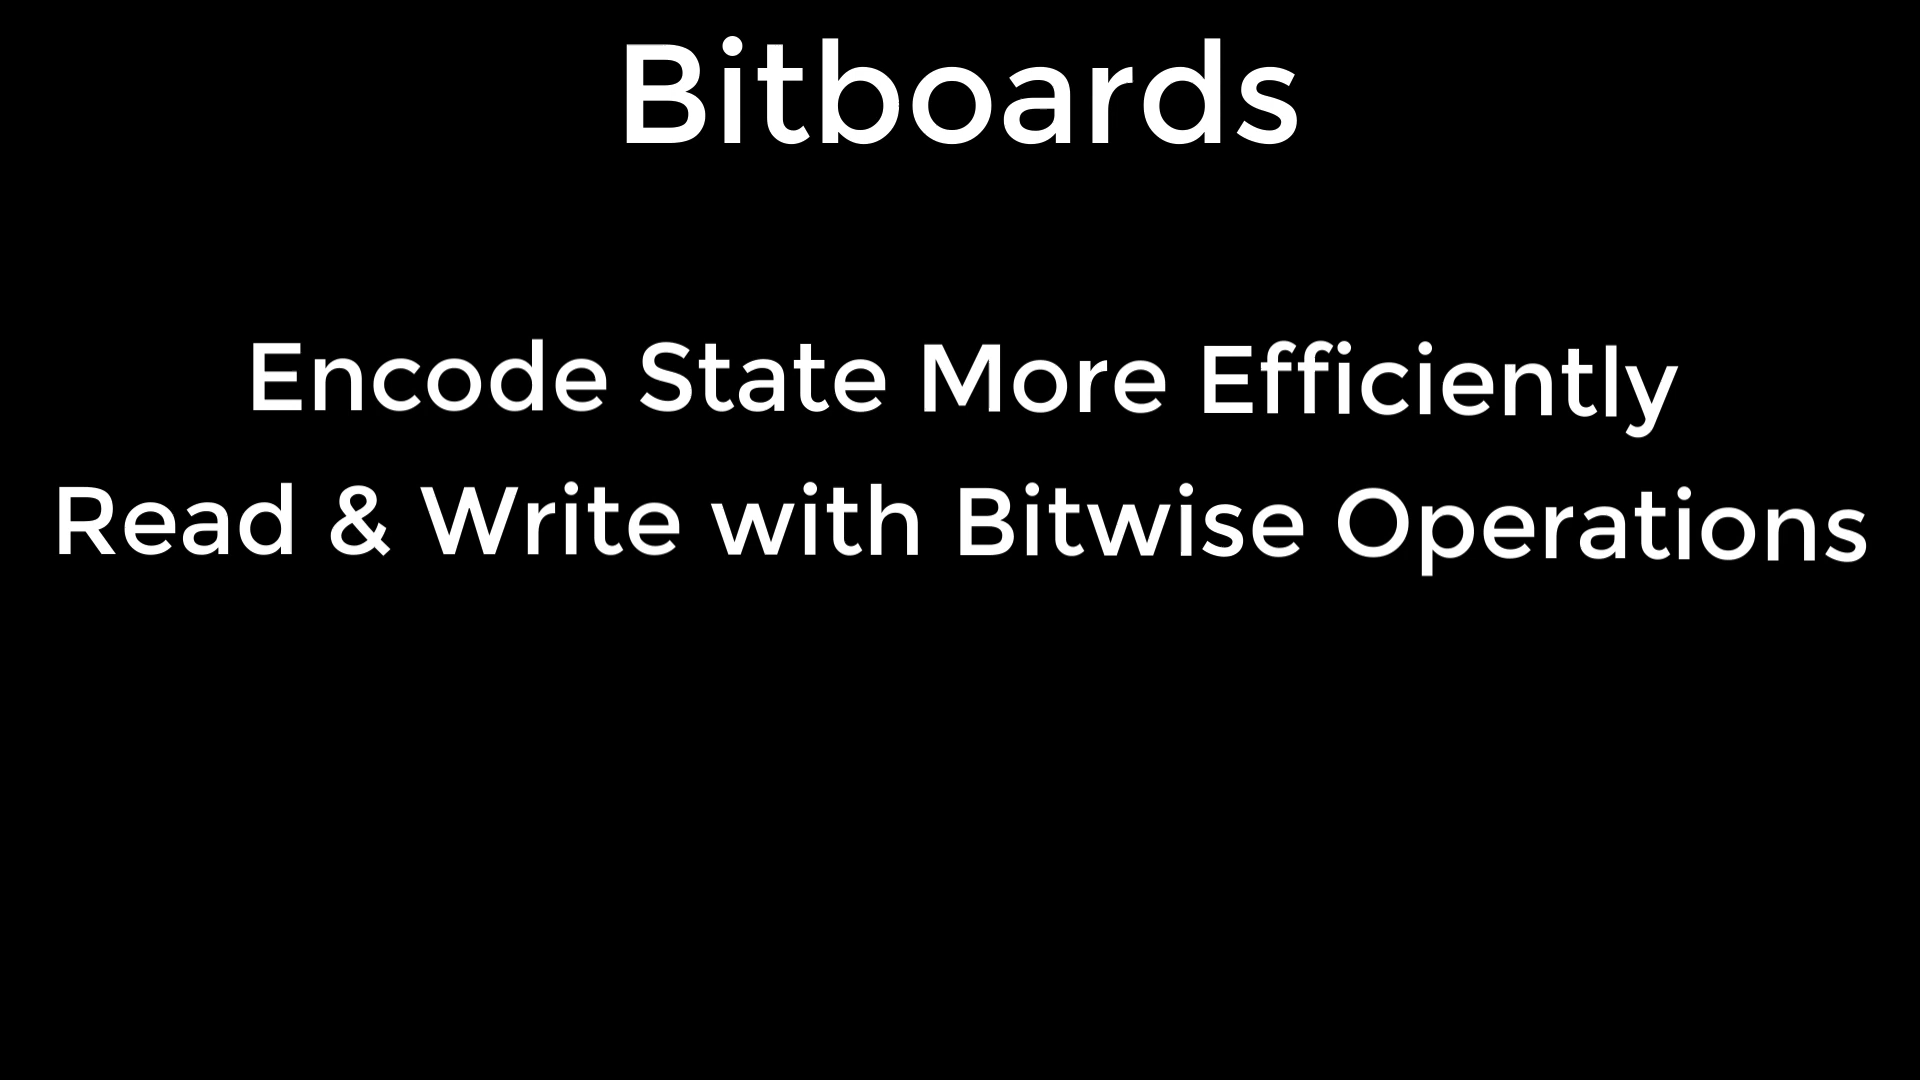 Bitboards
Encode State More Efficiently
Read & Write with Bitwise Operations